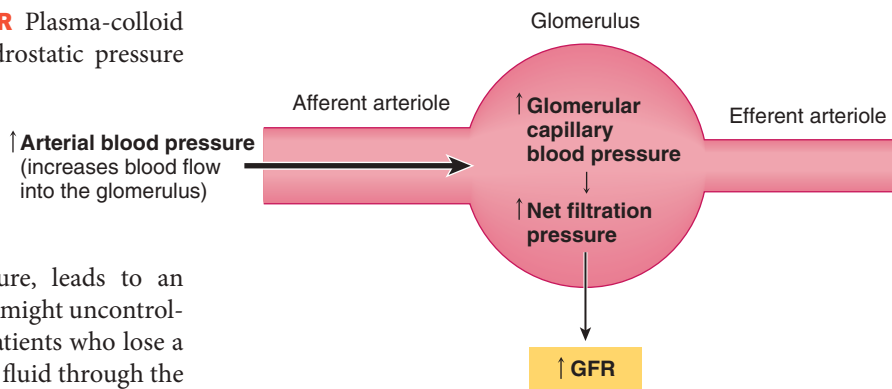 R Plasma-colloid
drostatic pressure
ure, leads to an
might uncontrol-
atients who lose a
fluid through the
Glomerulus
Afferent arteriole
Efferent arteriole
↑Arterial blood pressure
(increases blood flow
into the glomerulus)
↑Glomerular
capillary
blood pressure
↓
↑Net filtration
pressure
↑GFR